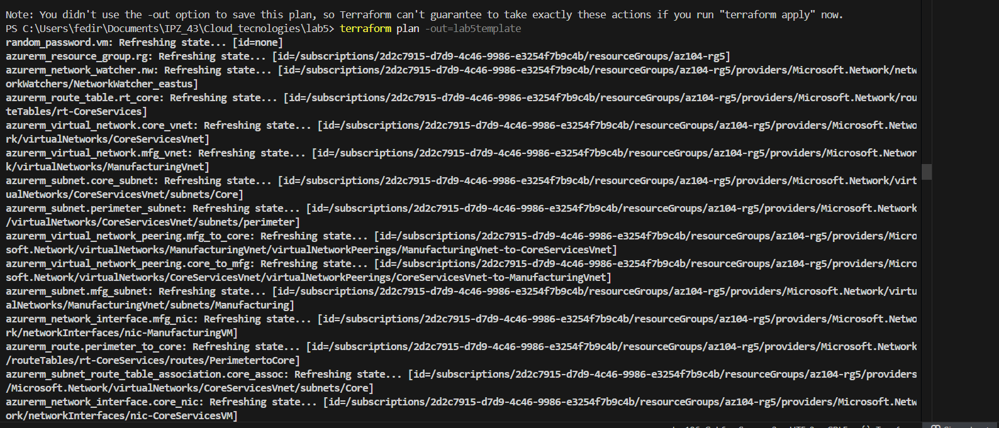 Note: You didn't use the -out option to save this plan, so Terraform can't guarantee to take exactly these actions if you run "terraform apply" now.
PS C:\Users\fedir\Documents\IPZ_43\Cloud_tecnologies\lab5> terraform plan -out=lab5template
random_password.vm: Refreshing state... [id=none]
azurerm_resource_group.rg: Refreshing state... [id=/subscriptions/2d2c7915-d7d9-4c46-9986-e3254f7b9c4b/resourceGroups/az104-rg5]
azurerm_network_watcher.nw: Refreshing state... [id=/subscriptions/2d2c7915-d7d9-4c46-9986-e3254f7b9c4b/resourceGroups/az104-rg5/providers/Microsoft.Network/netw
orkWatchers/NetworkWatcher_eastus]
azurerm_route_table.rt_core: Refreshing state... [id=/subscriptions/2d2c7915-d7d9-4c46-9986-e3254f7b9c4b/resourceGroups/az104-rg5/providers/Microsoft.Network/rou
teTables/rt-CoreServices]
azurerm_virtual_network.core_vnet: Refreshing state... [id=/subscriptions/2d2c7915-d7d9-4c46-9986-e3254f7b9c4b/resourceGroups/az104-rg5/providers/Microsoft.Netwo
rk/virtualNetworks/CoreServicesVnet]
azurerm_virtual_network.mfg_vnet: Refreshing state... [id=/subscriptions/2d2c7915-d7d9-4c46-9986-e3254f7b9c4b/resourceGroups/az104-rg5/providers/Microsoft.Networ
k/virtualNetworks/ManufacturingVnet]
azurerm_subnet.core_subnet: Refreshing state... [id=/subscriptions/2d2c7915-d7d9-4c46-9986-e3254f7b9c4b/resourceGroups/az104-rg5/providers/Microsoft.Network/virt
ualNetworks/CoreServicesVnet/subnets/Core]
azurerm_subnet.perimeter_subnet: Refreshing state... [id=/subscriptions/2d2c7915-d7d9-4c46-9986-e3254f7b9c4b/resourceGroups/az104-rg5/providers/Microsoft.Network
/virtualNetworks/CoreServicesVnet/subnets/perimeter]
azurerm_virtual_network_peering.mfg_to_core: Refreshing state... [id=/subscriptions/2d2c7915-d7d9-4c46-9986-e3254f7b9c4b/resourceGroups/az104-rg5/providers/Micro
soft.Network/virtualNetworks/ManufacturingVnet/virtualNetworkPeerings/ManufacturingVnet-to-CoreServicesVnet]
azurerm_virtual_network_peering.core_to_mfg: Refreshing state... [id=/subscriptions/2d2c7915-d7d9-4c46-9986-e3254f7b9c4b/resourceGroups/az104-rg5/providers/Micro
soft.Network/virtualNetworks/CoreServicesVnet/virtualNetworkPeerings/CoreServicesVnet-to-ManufacturingVnet]
azurerm_subnet.mfg_subnet: Refreshing state... [id=/subscriptions/2d2c7915-d7d9-4c46-9986-e3254f7b9c4b/resourceGroups/az104-rg5/providers/Microsoft.Network/virtu
alNetworks/ManufacturingVnet/subnets/Manufacturing]
azurerm_network_interface.mfg_nic: Refreshing state... [id=/subscriptions/2d2c7915-d7d9-4c46-9986-e3254f7b9c4b/resourceGroups/az104-rg5/providers/Microsoft.Netwo
rk/networkInterfaces/nic-ManufacturingVM]
azurerm_route.perimeter_to_core: Refreshing state... [id=/subscriptions/2d2c7915-d7d9-4c46-9986-e3254f7b9c4b/resourceGroups/az104-rg5/providers/Microsoft.Network
/routeTables/rt-CoreServices/routes/PerimetertoCore]
azurerm_subnet_route_table_association.core_assoc: Refreshing state... [id=/subscriptions/2d2c7915-d7d9-4c46-9986-e3254f7b9c4b/resourceGroups/az104-rg5/providers
/Microsoft.Network/virtualNetworks/CoreServicesVnet/subnets/Core]
azurerm_network_interface.core_nic: Refreshing state... [id=/subscriptions/2d2c7915-d7d9-4c46-9986-e3254f7b9c4b/resourceGroups/az104-rg5/providers/Microsoft.Netw
ork/networkInterfaces/nic-CoreServicesVM]